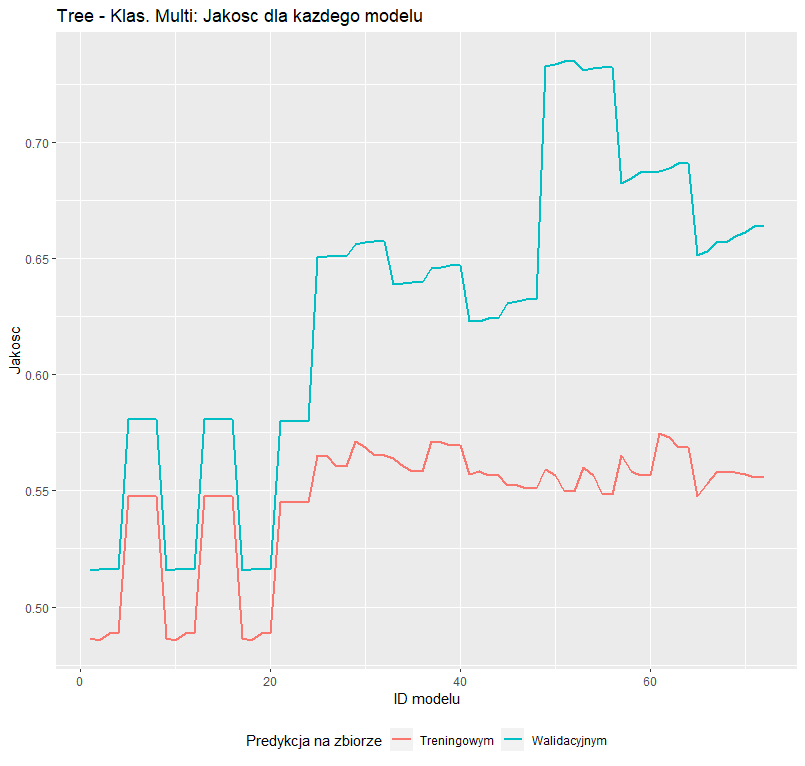 Tree - Klas. Multi: Jakosc dla kazdego modelu
Jakosc
0.70
0.65
0.60
0.55
0.50
0
20
40
60
ID modelu
Predykcja na zbiorze
Treningowym
Walidacyjnym